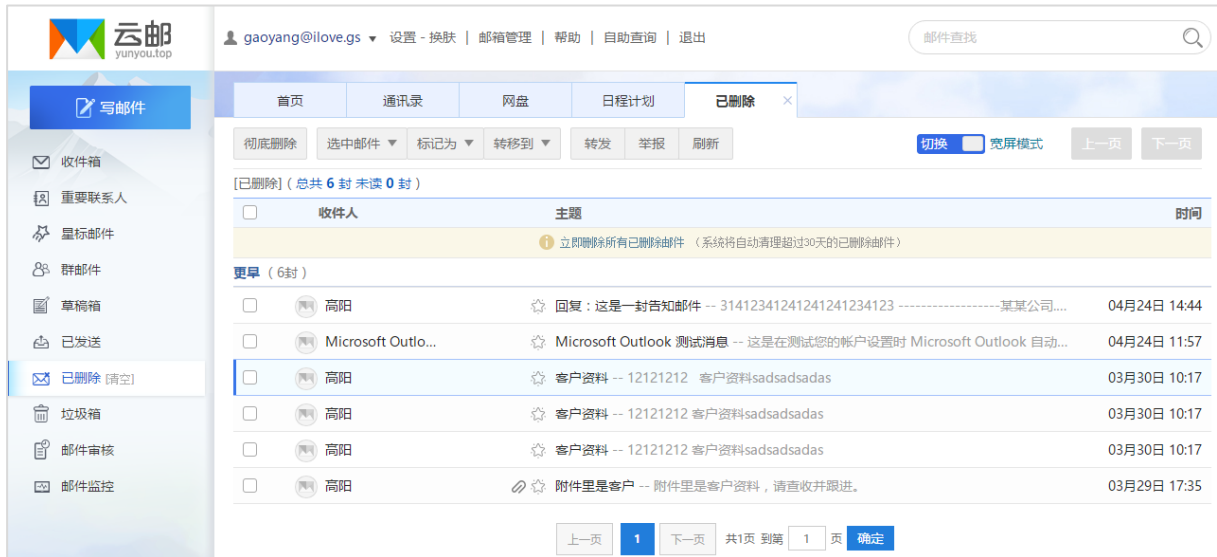 云邮
yunyou.top
gaoyang@ilove.gs ▼ 设置 - 换肤 | 邮箱管理 | 帮助 | 自助查询 | 退出
邮件查找
写邮件
收件箱
重要联系人
星标邮件
群邮件
草稿箱
已发送
已删除 [清空]
垃圾箱
邮件审核
邮件监控
首页 通讯录 网盘 日程计划 已删除 ×
彻底删除 选中邮件 ▼ 标记为 ▼ 转移到 ▼ 转发 举报 刷新 切换 宽屏模式 上一页 下一页
[已删除] ( 总共 6 封 未读 0 封 )
收件人 主题 时间
立即删除所有已删除邮件 (系统将自动清理超过30天的已删除邮件)
更早 ( 6封 )
高阳 回复：这是一封告知邮件 -- 31412341241241241234123 ------------------某某公司.... 04月24日 14:44
Microsoft Outlo... Microsoft Outlook 测试消息 -- 这是在测试您的帐户设置时 Microsoft Outlook 自动... 04月24日 11:57
高阳 客户资料 -- 12121212 客户资料sadsadsadas 03月30日 10:17
高阳 客户资料 -- 12121212 客户资料sadsadsadas 03月30日 10:17
高阳 客户资料 -- 12121212 客户资料sadsadsadas 03月30日 10:17
高阳 附件里是客户 -- 附件里是客户资料，请查收并跟进。 03月29日 17:35
上一页 1 下一页 共1页 到第 1 页 确定